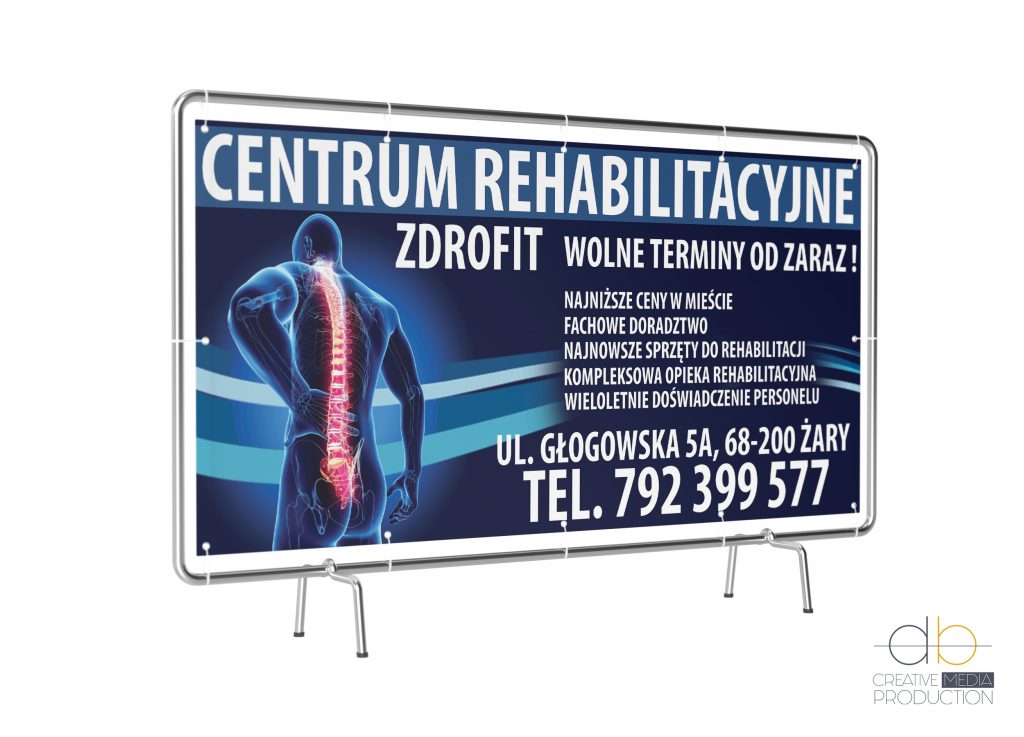 CENTRUM REHABILITACYJNE
ZDROFIT
WOLNE TERMINY OD ZARAZ !
NAJNIŻSZE CENY W MIEŚCIE
FACHOWE DORADZTWO
NAJNOWSZE SPRZĘTY DO REHABILITACJI
KOMPLEKSOWA OPIEKA REHABILITACYJNA
WIELOLETNIE DOŚWIADCZENIE PERSONELU
UL. GŁOGOWSKA 5A, 68-200 ŻARY
TEL. 792 399 577
db
CREATIVE MEDIA
PRODUCTION